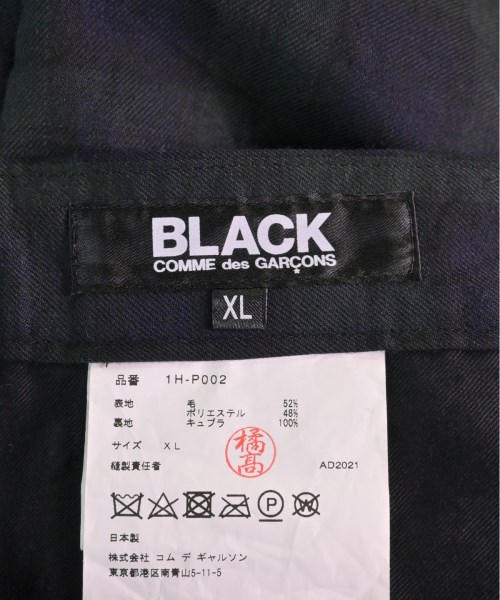 BLACK
COMME des GARÇONS
XL
品番 1H-P002
表地 毛 52%
ポリエステル 48%
裏地 キュプラ 100%
サイズ XL
橘高
縫製責任者 AD2021
P W
日本製
株式会社 コム デ ギャルソン
東京都港区南青山5-11-5